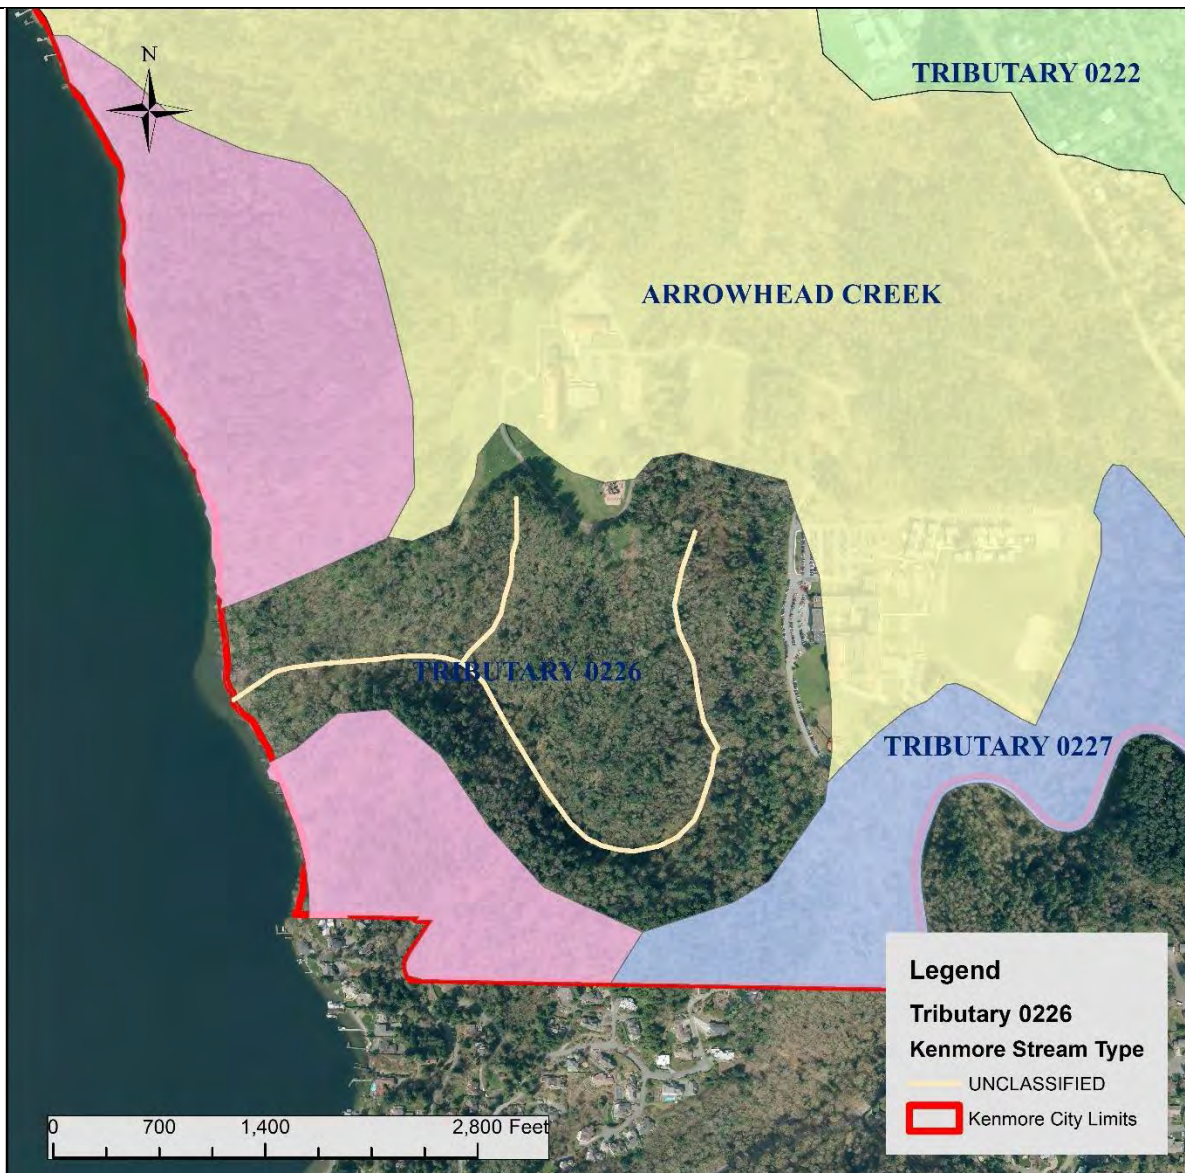 N
TRIBUTARY 0222
ARROWHEAD CREEK
TRIBUTARY 0226
TRIBUTARY 0227
Legend
Tributary 0226
Kenmore Stream Type
UNCLASSIFIED
Kenmore City Limits
0 700 1,400 2,800 Feet